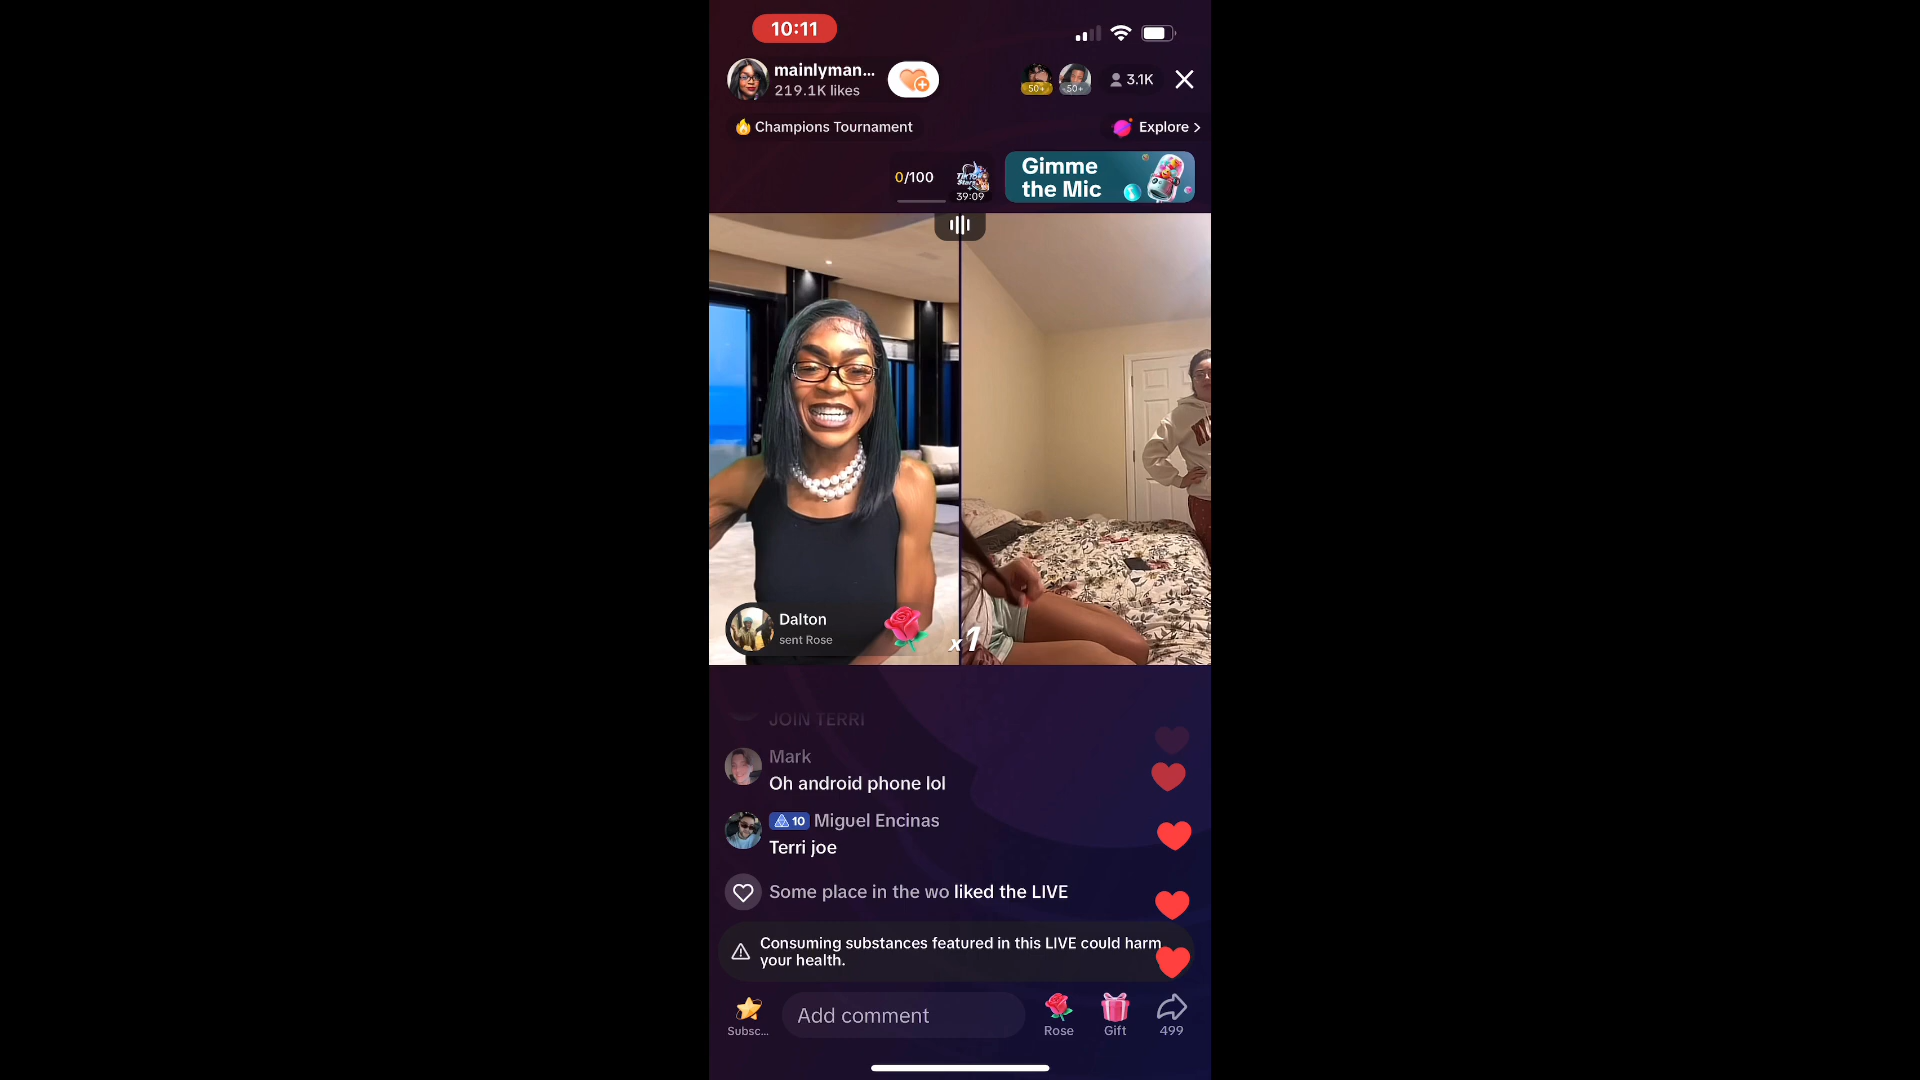 10:11
mainlyman...
219.1K likes
50+
50+
3.1K
Champions Tournament
Explore >
0/100
39:09
Gimme
the Mic
Dalton
sent Rose
x1
JOIN TERRI
Mark
Oh android phone lol
10 Miguel Encinas
Terri joe
Some place in the wo liked the LIVE
Consuming substances featured in this LIVE could harm
your health.
Subsc...
Add comment
Rose
Gift
499